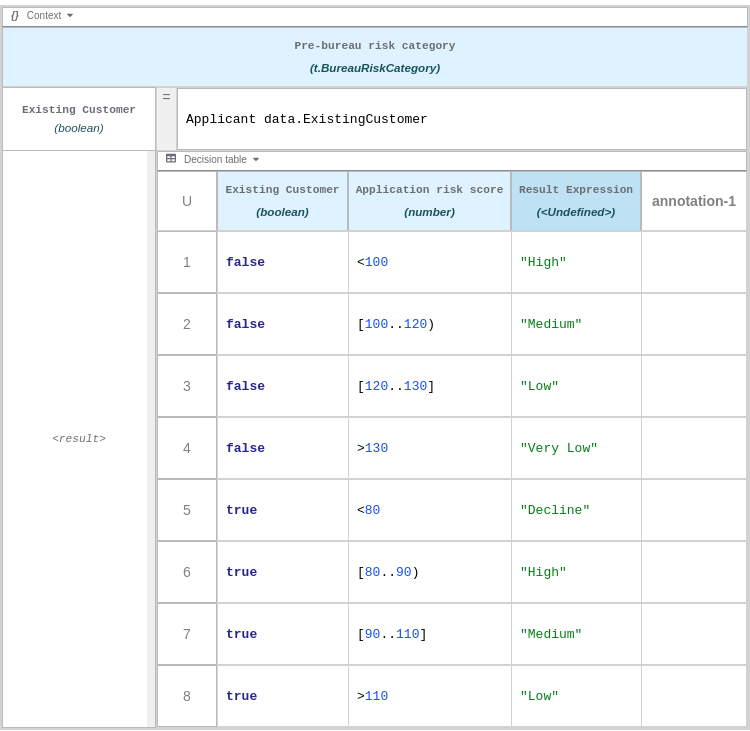 {} Context
Pre-bureau risk category
(t.BureauRiskCategory)
Existing Customer
(boolean)
=
Applicant data.ExistingCustomer
<result>
Decision table
U
Existing Customer
(boolean)
Application risk score
(number)
Result Expression
(<Undefined>)
annotation-1
1 false <100 "High"
2 false [100..120) "Medium"
3 false [120..130] "Low"
4 false >130 "Very Low"
5 true <80 "Decline"
6 true [80..90) "High"
7 true [90..110] "Medium"
8 true >110 "Low"